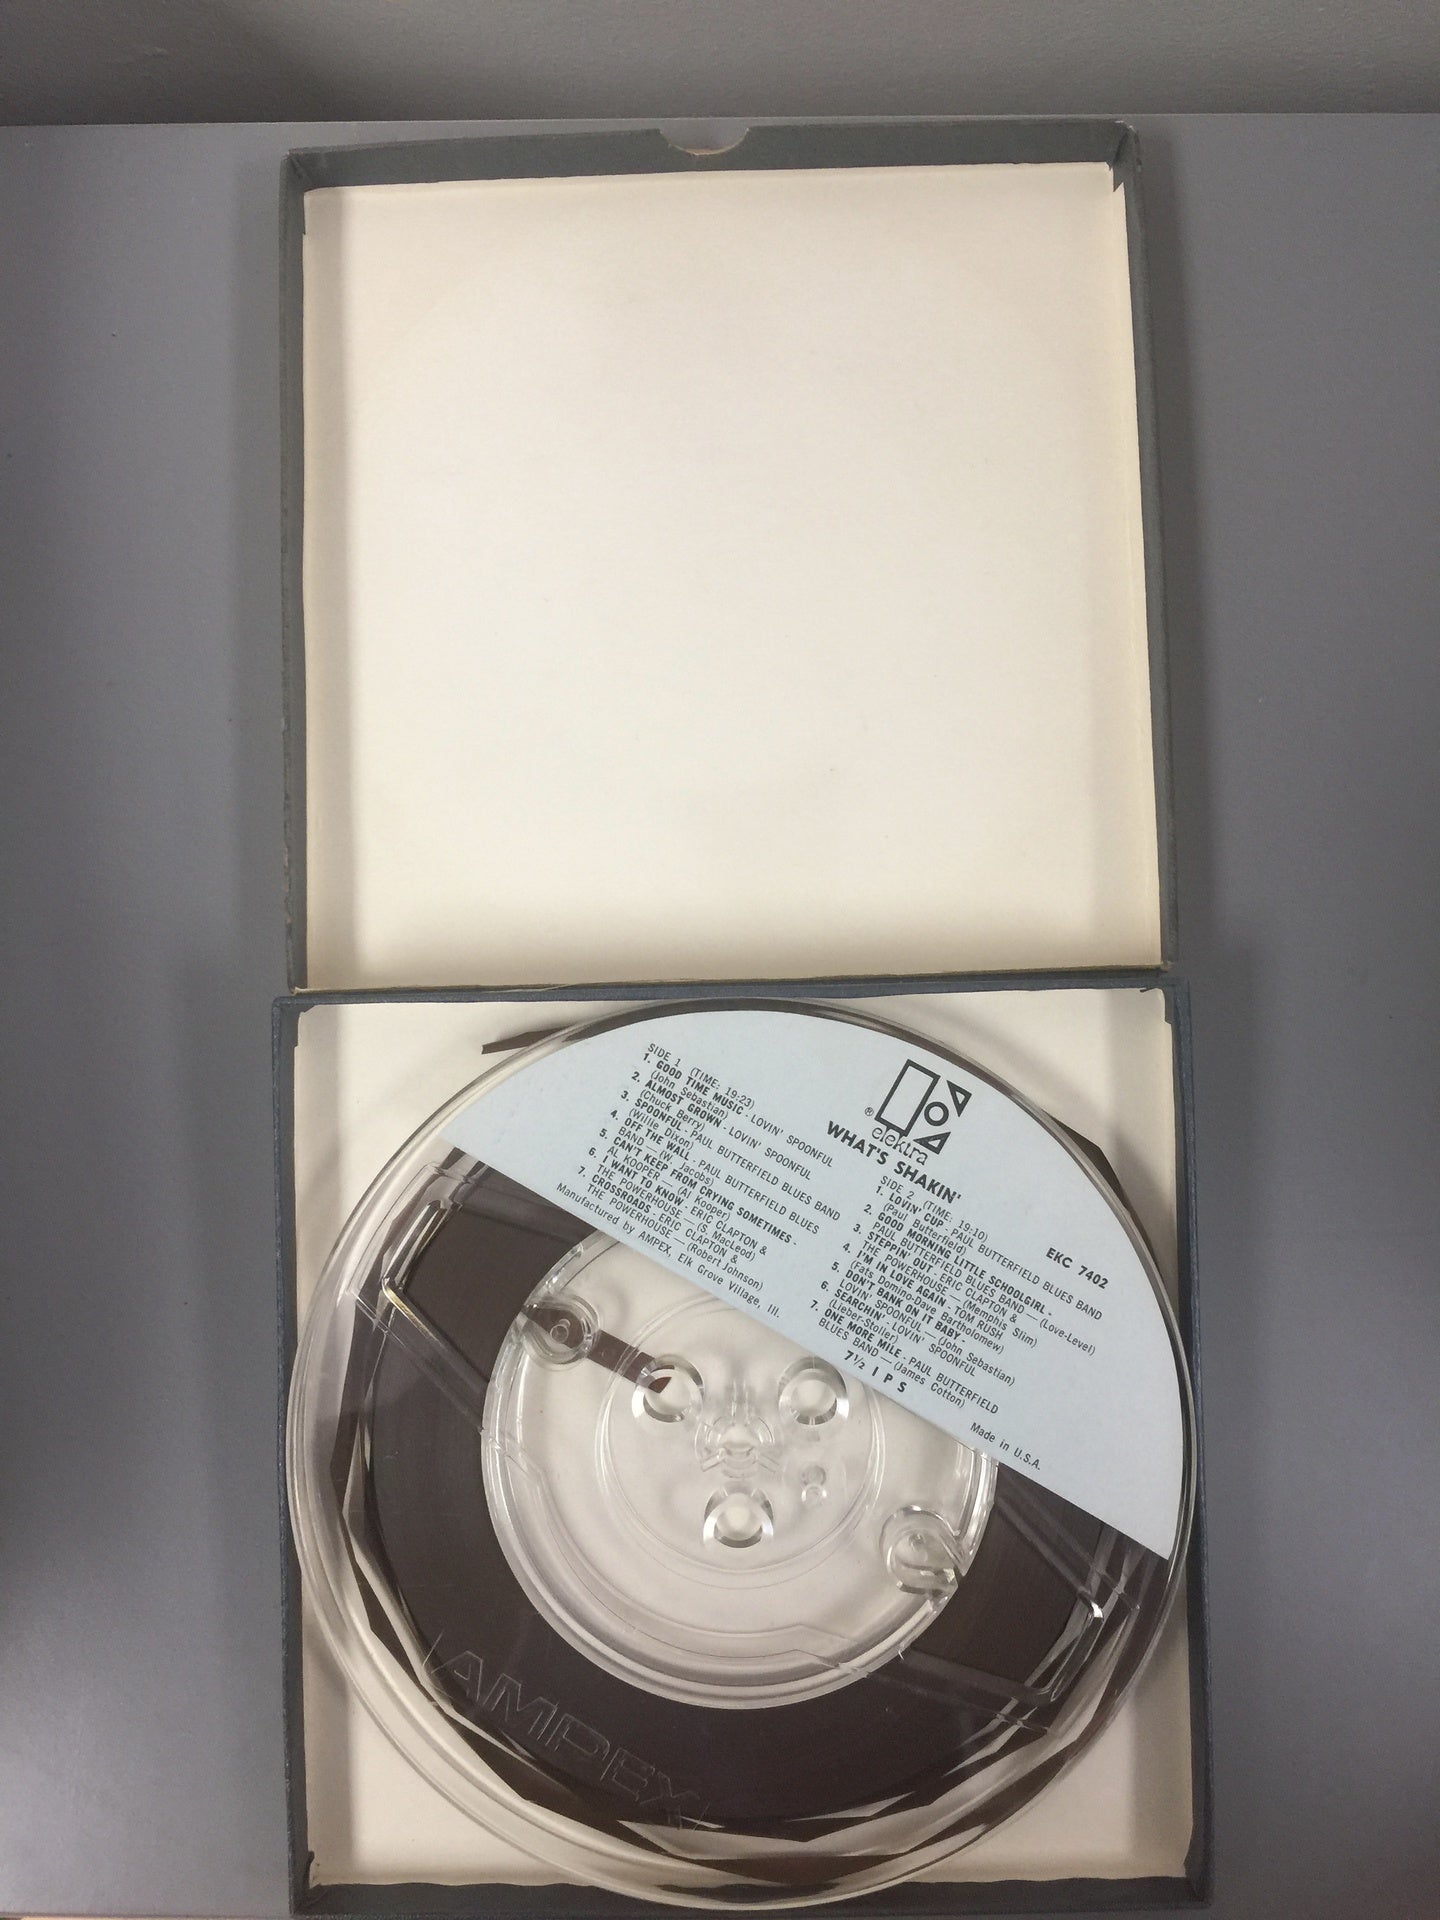 ® elektra
WHAT'S SHAKIN'
EKC 7402
SIDE 1 (TIME: 19:23)
1. GOOD TIME MUSIC - LOVIN' SPOONFUL
(John Sebastian)
2. ALMOST GROWN - LOVIN' SPOONFUL
(Chuck Berry)
3. SPOONFUL - PAUL BUTTERFIELD BLUES BAND
(Willie Dixon)
4. OFF THE WALL - PAUL BUTTERFIELD BLUES
BAND — (W. Jacobs)
5. CAN'T KEEP FROM CRYING SOMETIMES -
AL KOOPER — (Al Kooper)
6. I WANT TO KNOW - ERIC CLAPTON &
THE POWERHOUSE — (S. MacLeod)
7. CROSSROADS - ERIC CLAPTON &
THE POWERHOUSE — (Robert Johnson)
Manufactured by AMPEX, Elk Grove Village, Ill.
SIDE 2 (TIME: 19:10)
1. LOVIN' CUP - PAUL BUTTERFIELD BLUES BAND
(Paul Butterfield)
2. GOOD MORNING LITTLE SCHOOLGIRL -
PAUL BUTTERFIELD BLUES BAND — (Love-Level)
3. STEPPIN' OUT - ERIC CLAPTON &
THE POWERHOUSE — (Memphis Slim)
4. I'M IN LOVE AGAIN - TOM RUSH
(Fats Domino-Dave Bartholomew)
5. DON'T BANK ON IT BABY -
LOVIN' SPOONFUL — (John Sebastian)
6. SEARCHIN' - LOVIN' SPOONFUL
(Lieber-Stoller)
7. ONE MORE MILE - PAUL BUTTERFIELD
BLUES BAND — (James Cotton)
7½ I P S
Made in U.S.A.
AMPEX